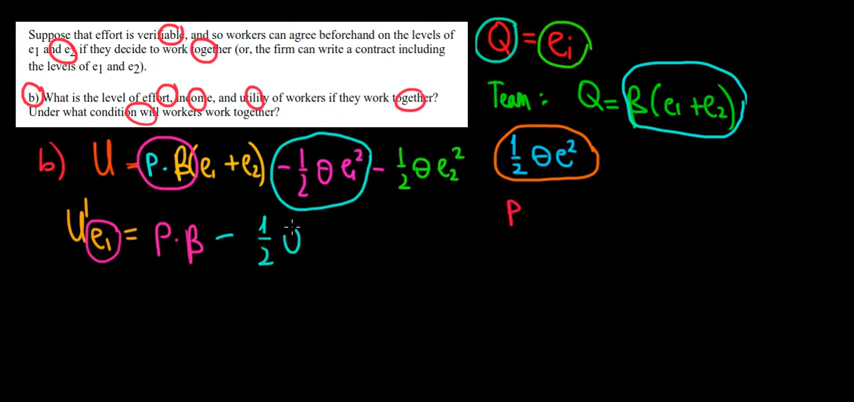 Suppose that effort is verifiable, and so workers can agree beforehand on the levels of
e₁ and e₂ if they decide to work together (or, the firm can write a contract including
the levels of e₁ and e₂).
b) What is the level of effort, income, and utility of workers if they work together?
Under what condition will workers work together?
Q = eᵢ
Team: Q = β(e₁ + e₂)
b) U = P·β(e₁ + e₂) - 1/2 θ e₁² - 1/2 θ e₂²
1/2 θe²
U'e₁ = P·β - 1/2
P